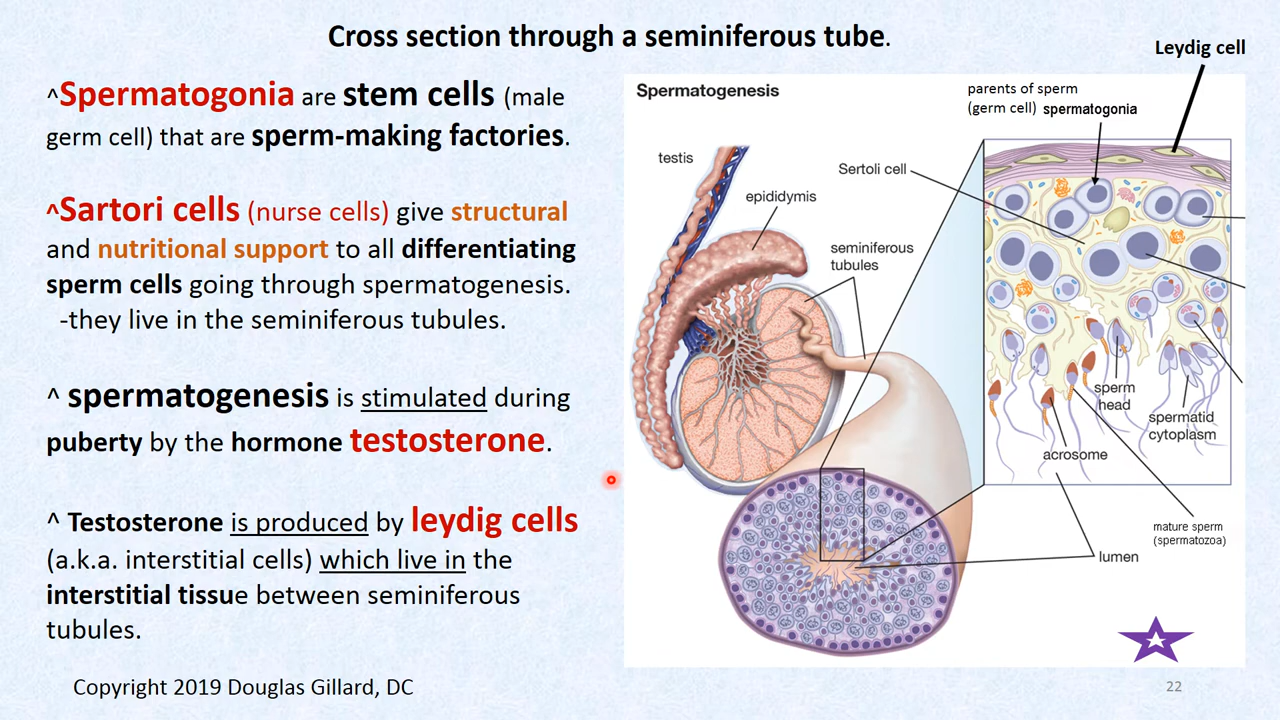 Cross section through a seminiferous tube.
Leydig cell
^Spermatogonia are stem cells (male
germ cell) that are sperm-making factories.
^Sartori cells (nurse cells) give structural
and nutritional support to all differentiating
sperm cells going through spermatogenesis.
-they live in the seminiferous tubules.
^ spermatogenesis is stimulated during
puberty by the hormone testosterone.
^ Testosterone is produced by leydig cells
(a.k.a. interstitial cells) which live in the
interstitial tissue between seminiferous
tubules.
Copyright 2019 Douglas Gillard, DC
Spermatogenesis
parents of sperm
(germ cell) spermatogonia
testis
Sertoli cell
epididymis
seminiferous
tubules
sperm
head
spermatid
cytoplasm
acrosome
mature sperm
(spermatozoa)
lumen
22